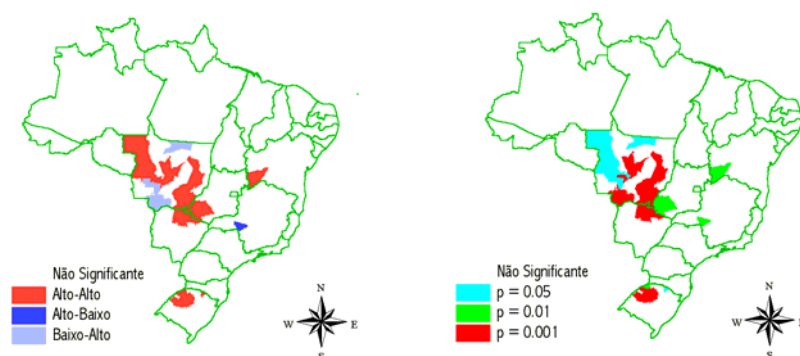 Não Significante
Alto-Alto
Alto-Baixo
Baixo-Alto
N
W
E
S
Não Significante
p = 0.05
p = 0.01
p = 0.001
N
W
E
S